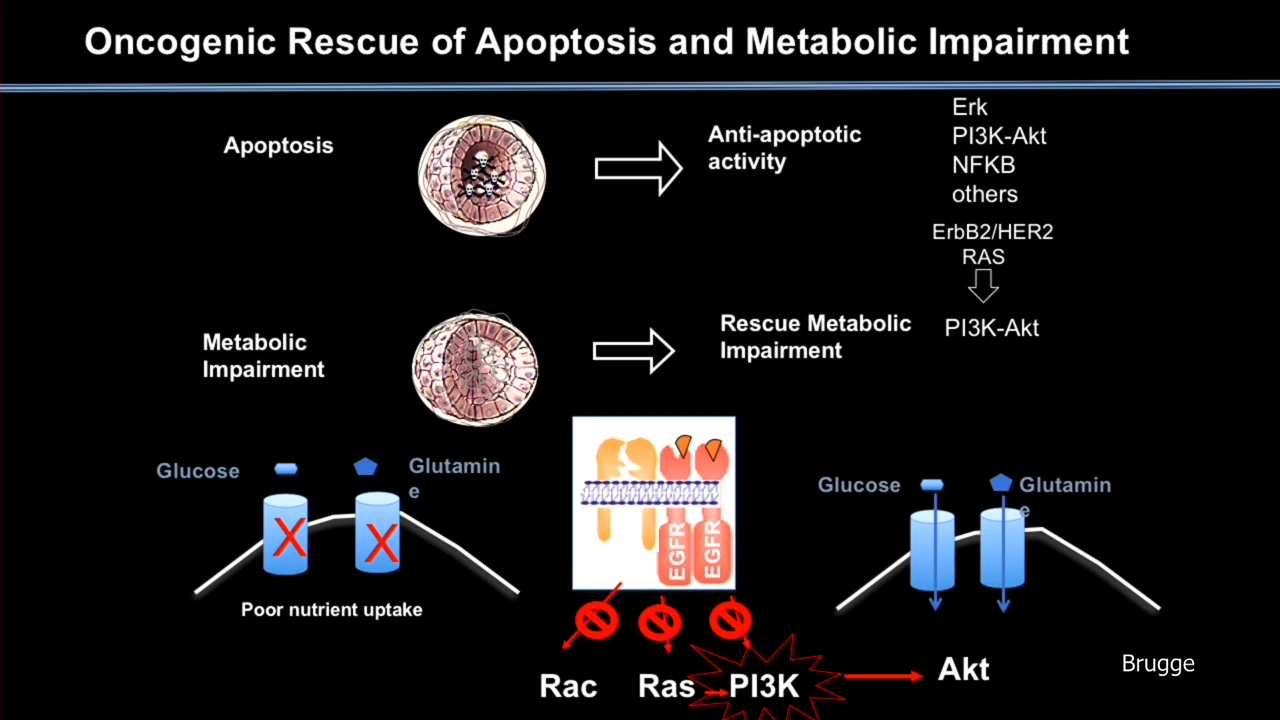 Oncogenic Rescue of Apoptosis and Metabolic Impairment
Apoptosis
Anti-apoptotic
activity
Erk
PI3K-Akt
NFKB
others
ErbB2/HER2
RAS
PI3K-Akt
Metabolic
Impairment
Rescue Metabolic
Impairment
Glucose
Glutamin
e
X
X
Poor nutrient uptake
EGFR
EGFR
Glucose
Glutamin
e
Rac
Ras
PI3K
Akt
Brugge